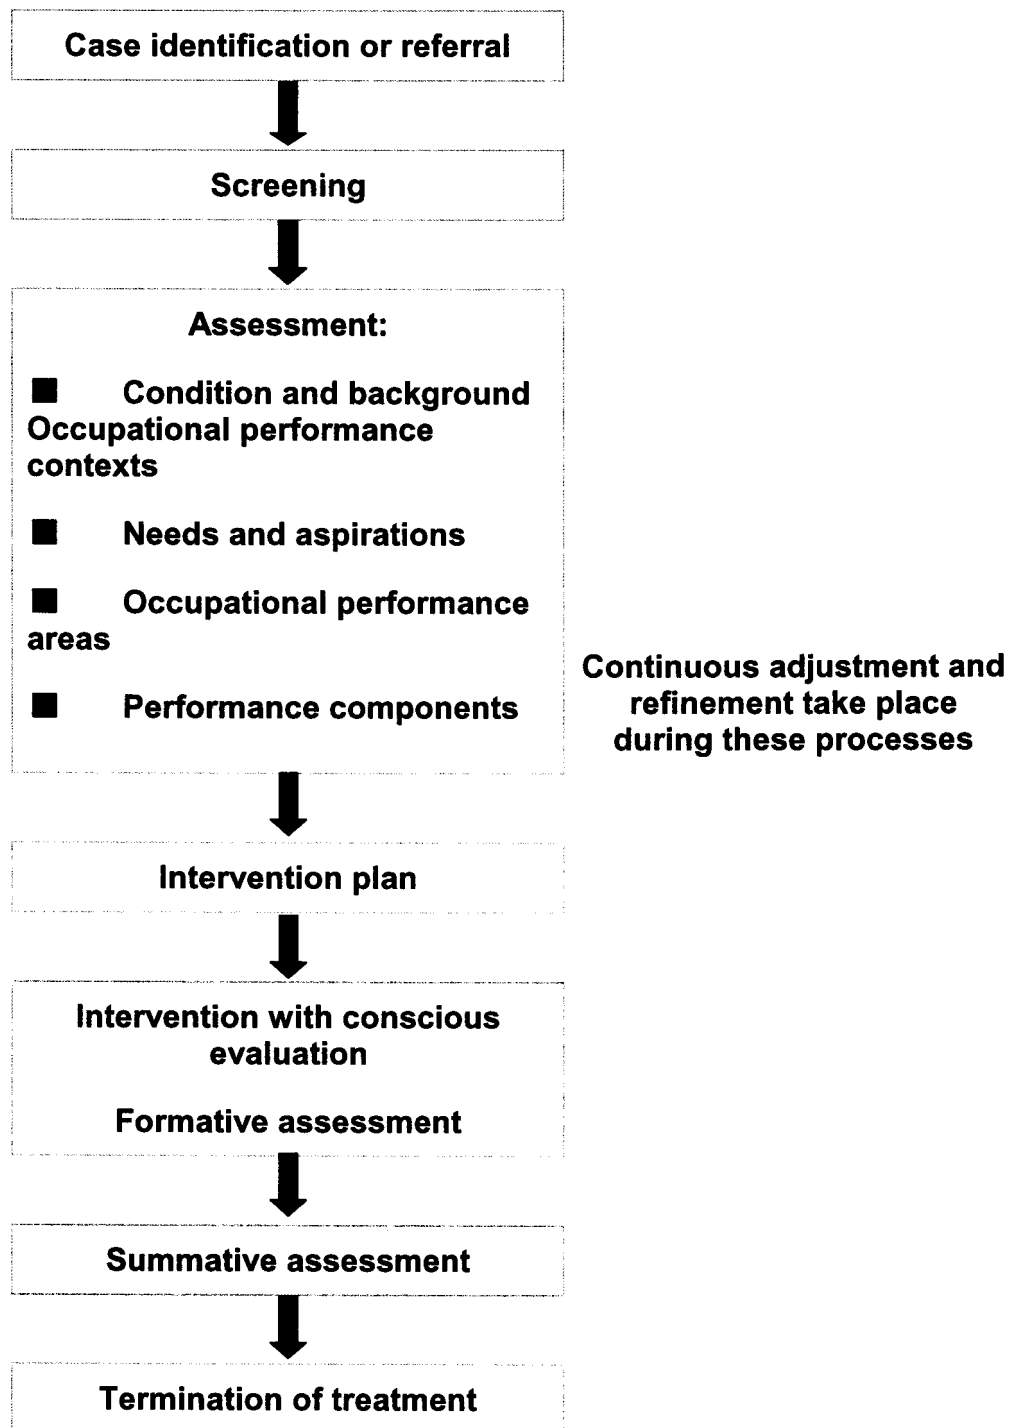 Case identification or referral
Screening
Assessment:
■ Condition and background
Occupational performance
contexts
■ Needs and aspirations
■ Occupational performance
areas
■ Performance components
Continuous adjustment and
refinement take place
during these processes
Intervention plan
Intervention with conscious
evaluation
Formative assessment
Summative assessment
Termination of treatment